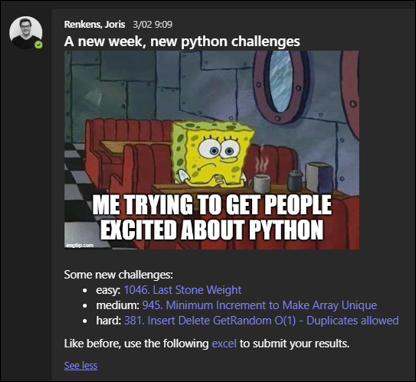 Renkens, Joris 3/02 9:09
A new week, new python challenges
ME TRYING TO GET PEOPLE
EXCITED ABOUT PYTHON
imgflip.com
Some new challenges:
• easy: 1046. Last Stone Weight
• medium: 945. Minimum Increment to Make Array Unique
• hard: 381. Insert Delete GetRandom O(1) - Duplicates allowed
Like before, use the following excel to submit your results.
See less